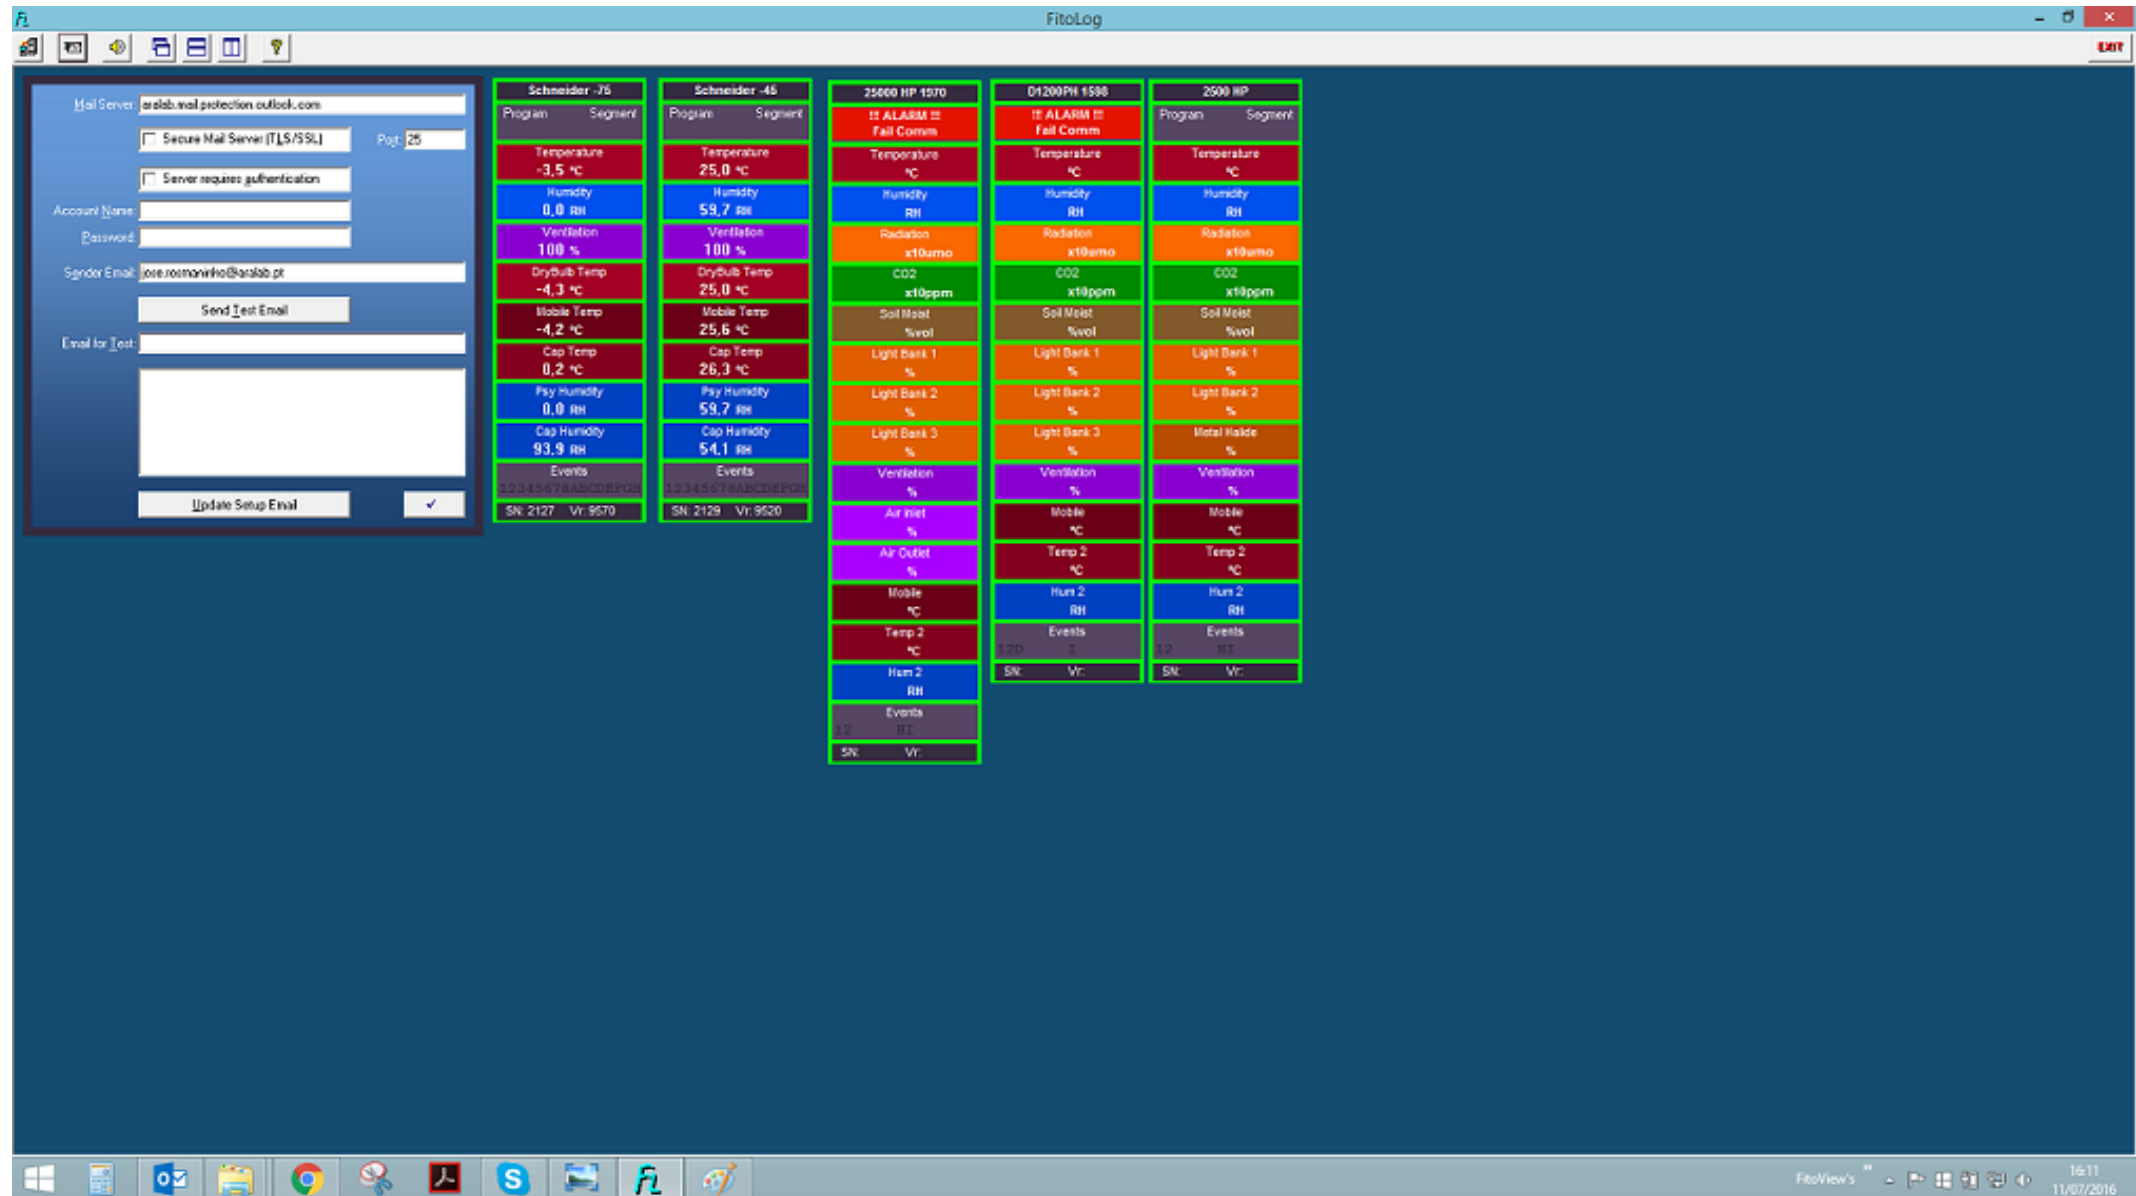 FitoLog
EXIT
Mail Server: aralab.mail.protection.outlook.com
Secure Mail Server (TLS/SSL) Port: 25
Server requires authentication
Account Name:
Password:
Sender Email: jose.rosmaninho@aralab.pt
Send Test Email
Email for Test:
Update Setup Email
Schneider -75
Program Segment
Temperature
-3,5 ºC
Humidity
0,0 RH
Ventilation
100 %
DryBulb Temp
-4,3 ºC
Mobile Temp
-4,2 ºC
Cap Temp
0,2 ºC
Psy Humidity
0,0 RH
Cap Humidity
93,9 RH
Events
12345678ABCDEFGH
SN: 2127 Vr: 9570
Schneider -45
Program Segment
Temperature
25,0 ºC
Humidity
59,7 RH
Ventilation
100 %
DryBulb Temp
25,0 ºC
Mobile Temp
25,6 ºC
Cap Temp
26,3 ºC
Psy Humidity
59,7 RH
Cap Humidity
54,1 RH
Events
12345678ABCDEFGH
SN: 2129 Vr: 9520
25000 HP 1970
!!! ALARM !!!
Fail Comm
Temperature
ºC
Humidity
RH
Radiation
x10umo
CO2
x10ppm
Soil Moist
%vol
Light Bank 1
%
Light Bank 2
%
Light Bank 3
%
Ventilation
%
Air Inlet
%
Air Outlet
%
Mobile
ºC
Temp 2
ºC
Hum 2
RH
Events
12 HI
SN: Vr:
D1200PH 1598
!!! ALARM !!!
Fail Comm
Temperature
ºC
Humidity
RH
Radiation
x10umo
CO2
x10ppm
Soil Moist
%vol
Light Bank 1
%
Light Bank 2
%
Light Bank 3
%
Ventilation
%
Mobile
ºC
Temp 2
ºC
Hum 2
RH
Events
12D I
SN: Vr:
2500 HP
Program Segment
Temperature
ºC
Humidity
RH
Radiation
x10umo
CO2
x10ppm
Soil Moist
%vol
Light Bank 1
%
Light Bank 2
%
Metal Halide
%
Ventilation
%
Mobile
ºC
Temp 2
ºC
Hum 2
RH
Events
12 HI
SN: Vr:
FitoView's
16:11
11/07/2016